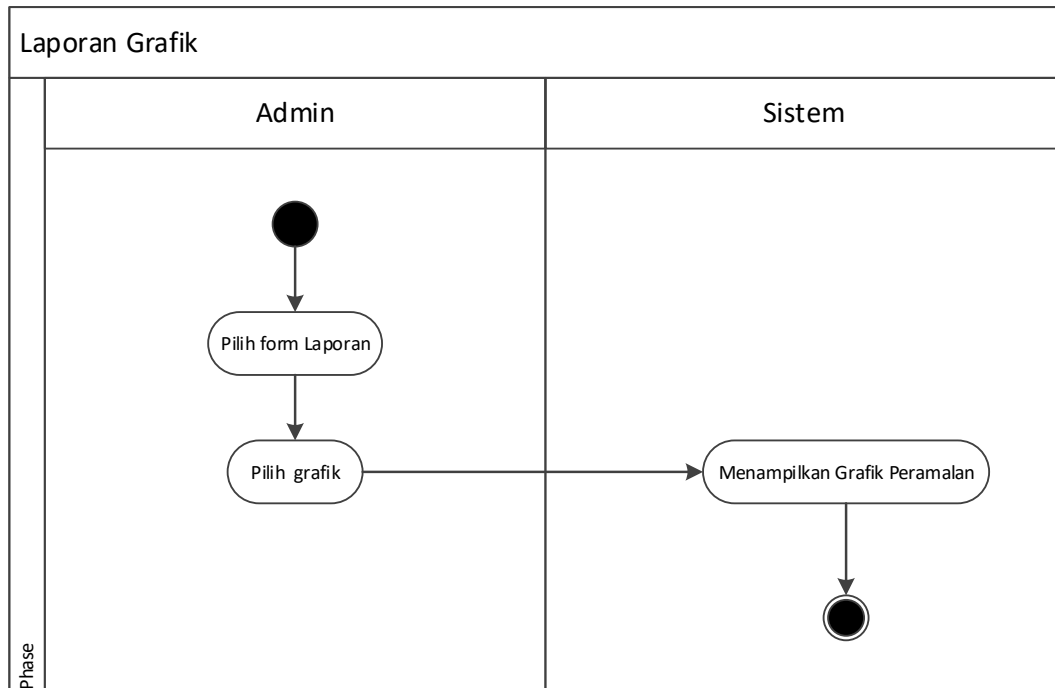 Laporan Grafik
Admin
Sistem
Pilih form Laporan
Pilih grafik
Menampilkan Grafik Peramalan
Phase